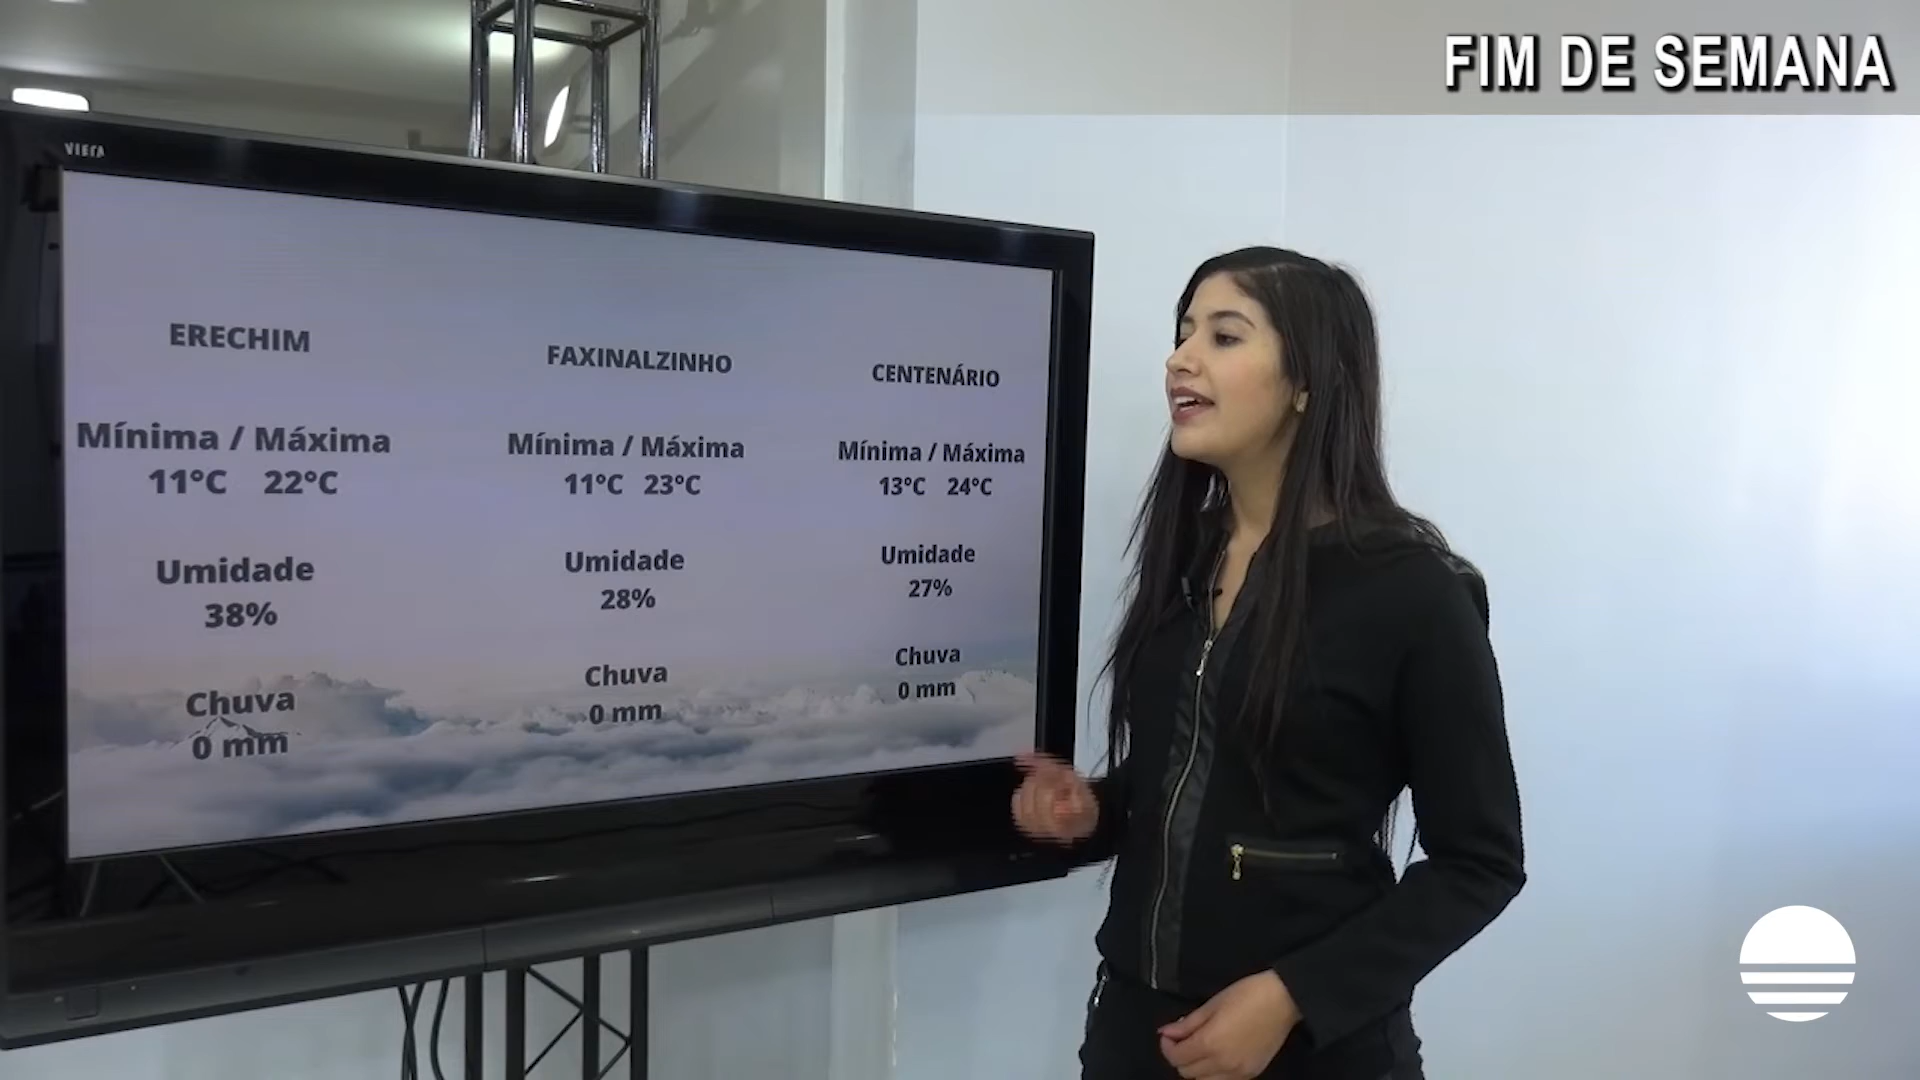 FIM DE SEMANA
VIERA
ERECHIM
Mínima / Máxima
11°C 22°C
Umidade
38%
Chuva
0 mm
FAXINALZINHO
Mínima / Máxima
11°C 23°C
Umidade
28%
Chuva
0 mm
CENTENÁRIO
Mínima / Máxima
13°C 24°C
Umidade
27%
Chuva
0 mm